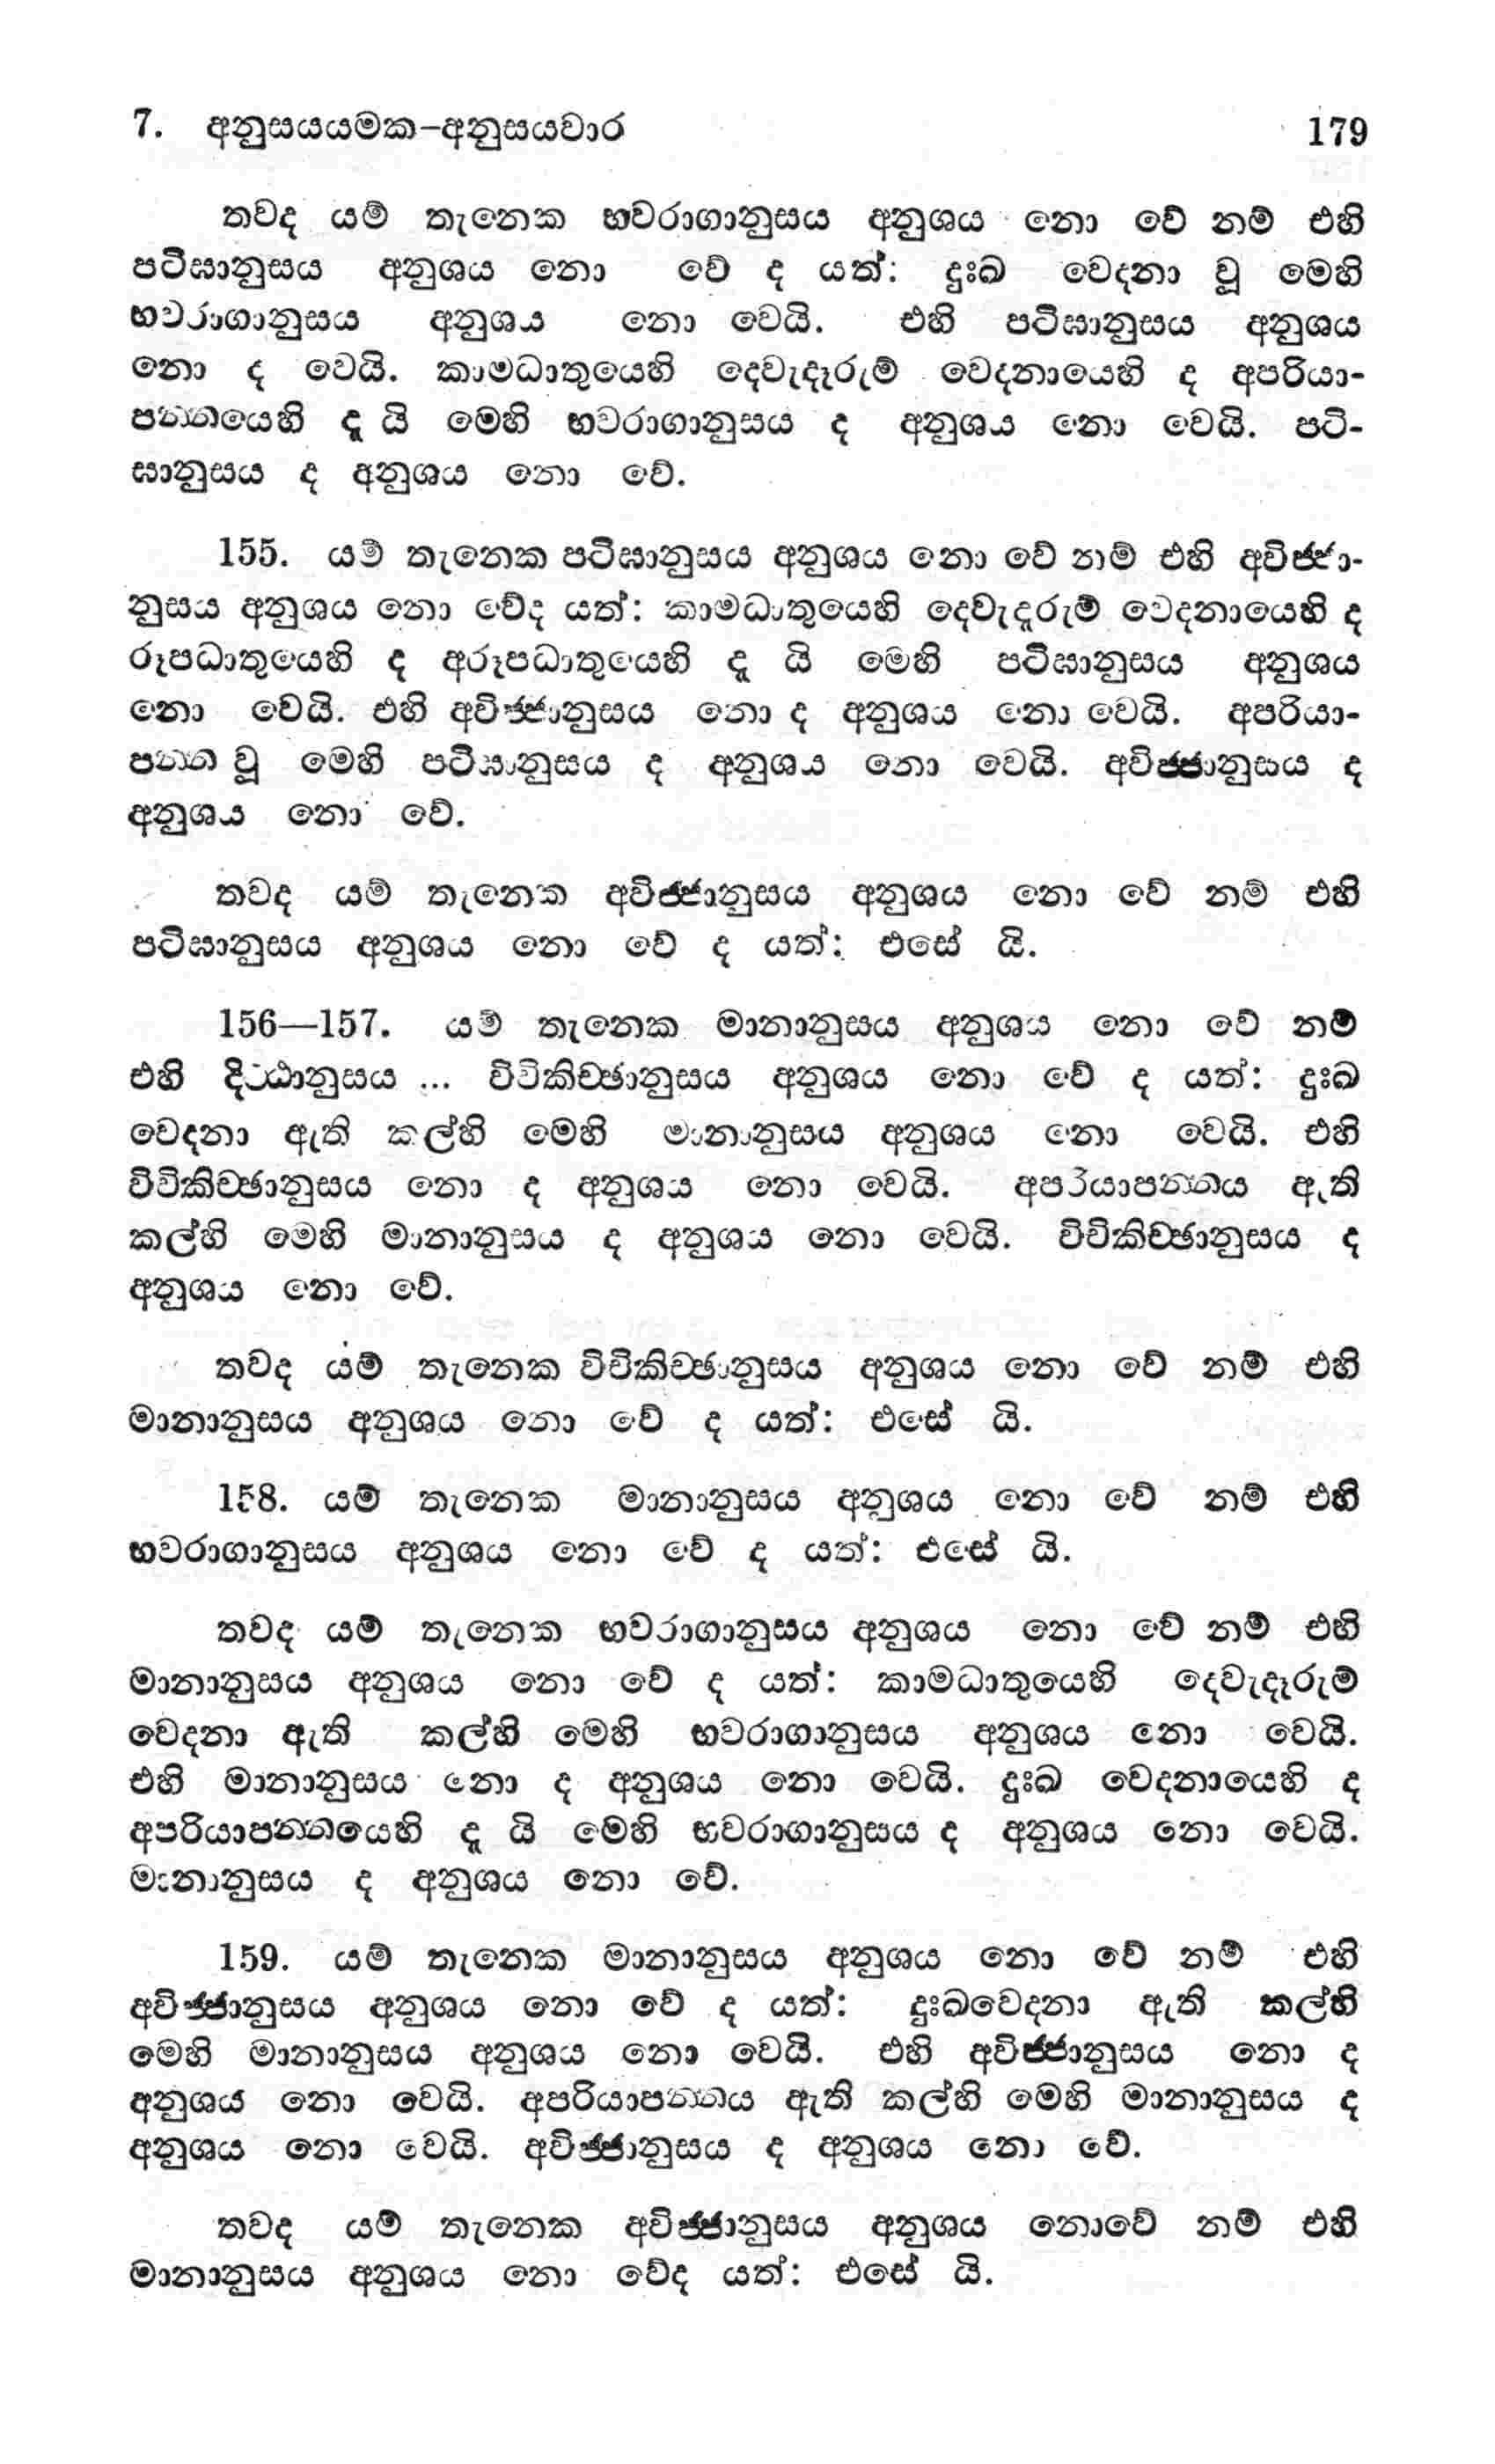 7. අනුසයයමක-අනුසයවාර 179
තවද යම් තැනෙක භවරාගානුසය අනුශය නො වේ නම් එහි
පටිඝානුසය අනුශය නො වේ ද යත්: දුඃඛ වෙදනා වූ මෙහි
භවරාගානුසය අනුශය නො වෙයි. එහි පටිඝානුසය අනුශය
නො ද වෙයි. කාමධාතුයෙහි දෙවැදෑරුම් වෙදනායෙහි ද අපරියා-
පන්නයෙහි දූ යි මෙහි භවරාගානුසය ද අනුශය නො වෙයි. පටි-
ඝානුසය ද අනුශය නො වේ.
155. යම් තැනෙක පටිඝානුසය අනුශය නො වේ නම් එහි අවිජ්ජා-
නුසය අනුශය නො වේද යත්: කාමධාතුයෙහි දෙවැදෑරුම් වෙදනායෙහි ද
රූපධාතුයෙහි ද අරූපධාතුයෙහි දූ යි මෙහි පටිඝානුසය අනුශය
නො වෙයි. එහි අවිජ්ජානුසය නො ද අනුශය නො වෙයි. අපරියා-
පන්න වූ මෙහි පටිඝානුසය ද අනුශය නො වෙයි. අවිජ්ජානුසය ද
අනුශය නො වේ.
තවද යම් තැනෙක අවිජ්ජානුසය අනුශය නො වේ නම් එහි
පටිඝානුසය අනුශය නො වේ ද යත්: එසේ යි.
156—157. යම් තැනෙක මානානුසය අනුශය නො වේ නම්
එහි දිට්ඨානුසය ... විචිකිච්ඡානුසය අනුශය නො වේ ද යත්: දුඃඛ
වෙදනා ඇති කල්හි මෙහි මානානුසය අනුශය නො වෙයි. එහි
විචිකිච්ඡානුසය නො ද අනුශය නො වෙයි. අපරියාපන්නය ඇති
කල්හි මෙහි මානානුසය ද අනුශය නො වෙයි. විචිකිච්ඡානුසය ද
අනුශය නො වේ.
තවද යම් තැනෙක විචිකිච්ඡානුසය අනුශය නො වේ නම් එහි
මානානුසය අනුශය නො වේ ද යත්: එසේ යි.
158. යම් තැනෙක මානානුසය අනුශය නො වේ නම් එහි
භවරාගානුසය අනුශය නො වේ ද යත්: එසේ යි.
තවද යම් තැනෙක භවරාගානුසය අනුශය නො වේ නම් එහි
මානානුසය අනුශය නො වේ ද යත්: කාමධාතුයෙහි දෙවැදෑරුම්
වෙදනා ඇති කල්හි මෙහි භවරාගානුසය අනුශය නො වෙයි.
එහි මානානුසය නො ද අනුශය නො වෙයි. දුඃඛ වෙදනායෙහි ද
අපරියාපන්නයෙහි දූ යි මෙහි භවරාගානුසය ද අනුශය නො වෙයි.
මානානුසය ද අනුශය නො වේ.
159. යම් තැනෙක මානානුසය අනුශය නො වේ නම් එහි
අවිජ්ජානුසය අනුශය නො වේ ද යත්: දුඃඛවෙදනා ඇති කල්හි
මෙහි මානානුසය අනුශය නො වෙයි. එහි අවිජ්ජානුසය නො ද
අනුශය නො වෙයි. අපරියාපන්නය ඇති කල්හි මෙහි මානානුසය ද
අනුශය නො වෙයි. අවිජ්ජානුසය ද අනුශය නො වේ.
තවද යම් තැනෙක අවිජ්ජානුසය අනුශය නොවේ නම් එහි
මානානුසය අනුශය නො වේද යත්: එසේ යි.